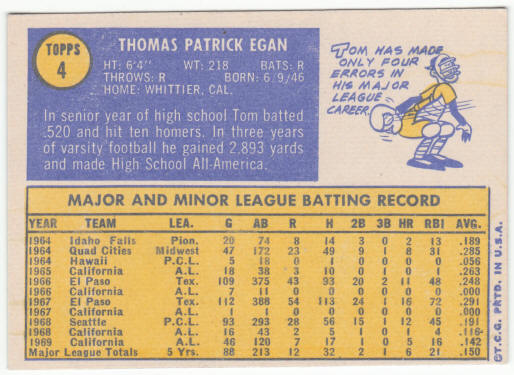 TOPPS
4
THOMAS PATRICK EGAN
HT: 6'4" WT: 218 BATS: R
THROWS: R BORN: 6/9/46
HOME: WHITTIER, CAL.
In senior year of high school Tom batted
.520 and hit ten homers. In three years
of varsity football he gained 2,893 yards
and made High School All-America.
TOM HAS MADE
ONLY FOUR
ERRORS IN
HIS MAJOR
LEAGUE
CAREER.
MAJOR AND MINOR LEAGUE BATTING RECORD
YEAR TEAM LEA. G AB R H 2B 3B HR RBI AVG.
1964 Idaho Falls Pion. 20 74 8 14 3 0 2 13 .189
1964 Quad Cities Midwest 47 172 23 49 9 1 8 31 .285
1964 Hawaii P.C.L. 5 18 0 1 0 0 0 0 .056
1965 California A.L. 18 38 3 10 0 1 0 1 .263
1966 El Paso Tex. 109 375 43 93 20 2 11 48 .248
1966 California A.L. 7 11 0 0 0 0 0 0 .000
1967 El Paso Tex. 112 388 54 113 24 1 16 72 .291
1967 California A.L. 8 1 0 0 0 0 0 0 .000
1968 Seattle P.C.L. 93 293 28 56 15 1 12 45 .191
1968 California A.L. 16 43 2 5 1 0 1 4 .116
1969 California A.L. 46 120 7 17 1 0 5 16 .142
Major League Totals 5 Yrs. 88 213 12 32 2 1 6 21 .150
©T.C.G. PRTD. IN U.S.A.